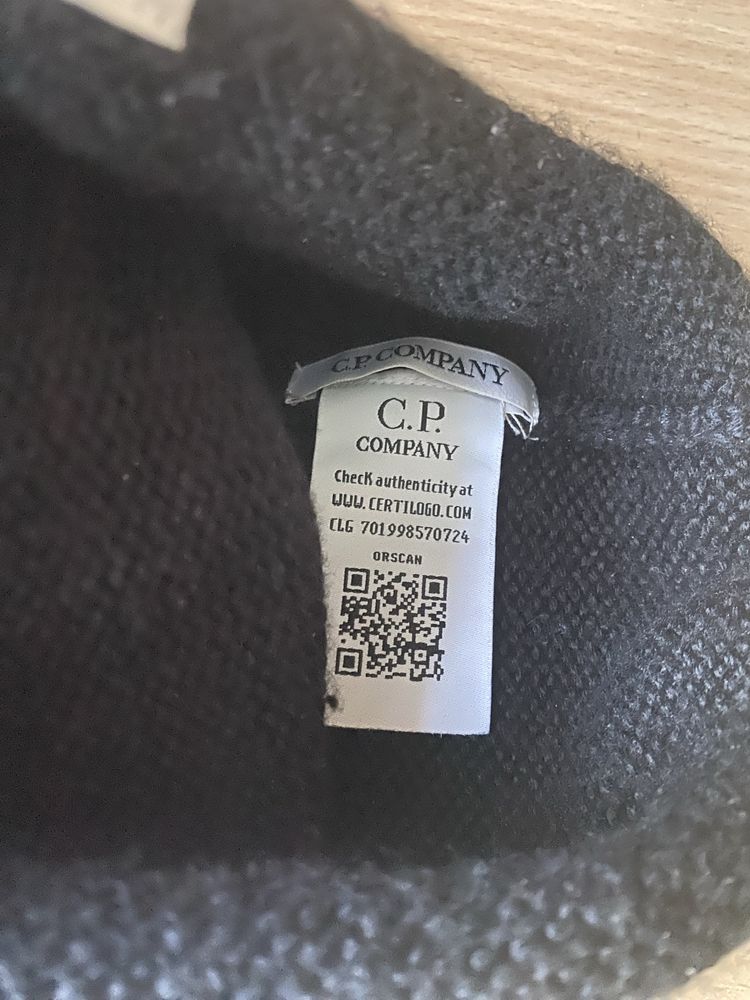 C.P. COMPANY
C.P.
COMPANY
Check authenticity at
WWW.CERTILOGO.COM
CLG 701998570724
ORSCAN